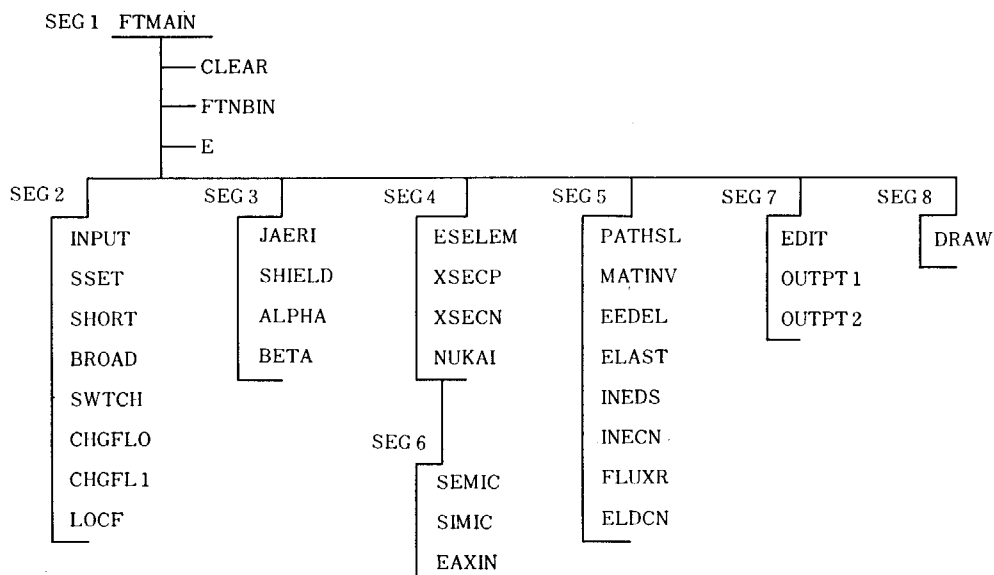 SEG 1 FTMAIN
CLEAR
FTNBIN
E
SEG 2
INPUT
SSET
SHORT
BROAD
SWTCH
CHGFLO
CHGFL 1
LOCF
SEG 3
JAERI
SHIELD
ALPHA
BETA
SEG 4
ESELEM
XSECP
XSECN
NUKAI
SEG 6
SEMIC
SIMIC
EAXIN
SEG 5
PATHSL
MATINV
EEDEL
ELAST
INEDS
INECN
FLUXR
ELDCN
SEG 7
EDIT
OUTPT 1
OUTPT 2
SEG 8
DRAW